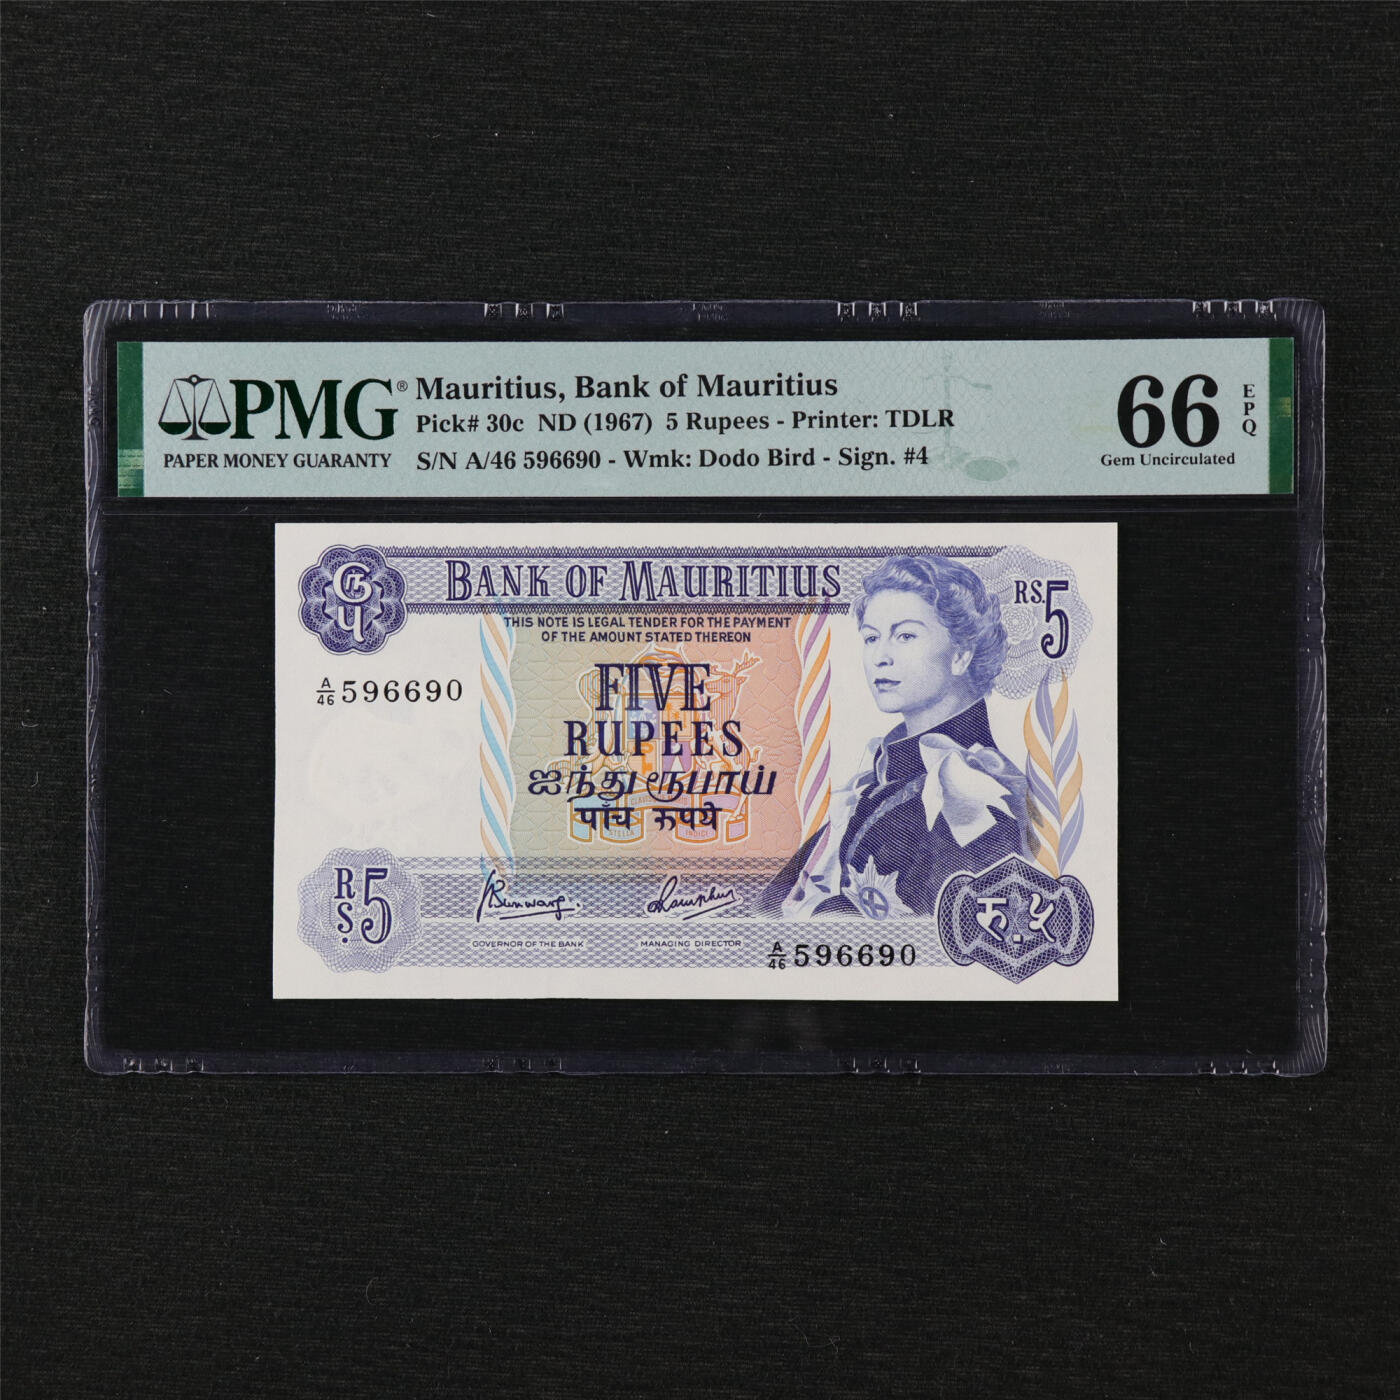 PMG®
PAPER MONEY GUARANTY
Mauritius, Bank of Mauritius
Pick# 30c ND (1967) 5 Rupees - Printer: TDLR
S/N A/46 596690 - Wmk: Dodo Bird - Sign. #4
66
EPQ
Gem Uncirculated
BANK OF MAURITIUS
RS 5
THIS NOTE IS LEGAL TENDER FOR THE PAYMENT
OF THE AMOUNT STATED THEREON
A/46 596690
FIVE
RUPEES
ஐந்து ரூபாய்
पाँच रुपये
STELLA
INDICI
RS. 5
GOVERNOR OF THE BANK
MANAGING DIRECTOR
A/46 596690
रु. ५